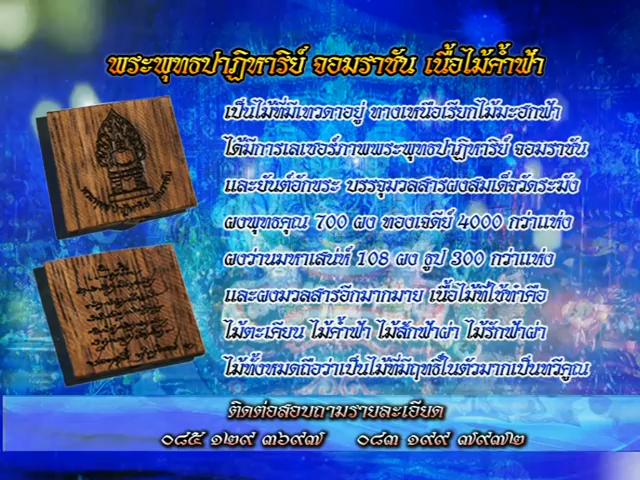 พระพุทธปาฏิหาริย์ จอมราชัน เนื้อไม้ค้ำฟ้า
เป็นไม้ที่มีเทวดาอยู่ ทางเหนือเรียกไม้มะฮกฟ้า
ได้มีการเลเซอร์ภาพพระพุทธปาฏิหาริย์ จอมราชัน
และยันต์อักขระ บรรจุมวลสารผงสมเด็จวัดระฆัง
ผงพุทธคุณ 700 ผง ทองเจดีย์ 4000 กว่าแห่ง
ผงว่านมหาเสน่ห์ 108 ผง ธูป 300 กว่าแห่ง
และผงมวลสารอีกมากมาย เนื้อไม้ที่ใช้ทำคือ
ไม้ตะเคียน ไม้ค้ำฟ้า ไม้สักฟ้าผ่า ไม้รักฟ้าผ่า
ไม้ทั้งหมดถือว่าเป็นไม้ที่มีฤทธิ์ในตัวมากเป็นทวีคูณ
ติดต่อสอบถามรายละเอียด
๐๘๕ ๑๒๙ ๓๖๙๗ ๐๘๓ ๑๙๙ ๗๙๗๒